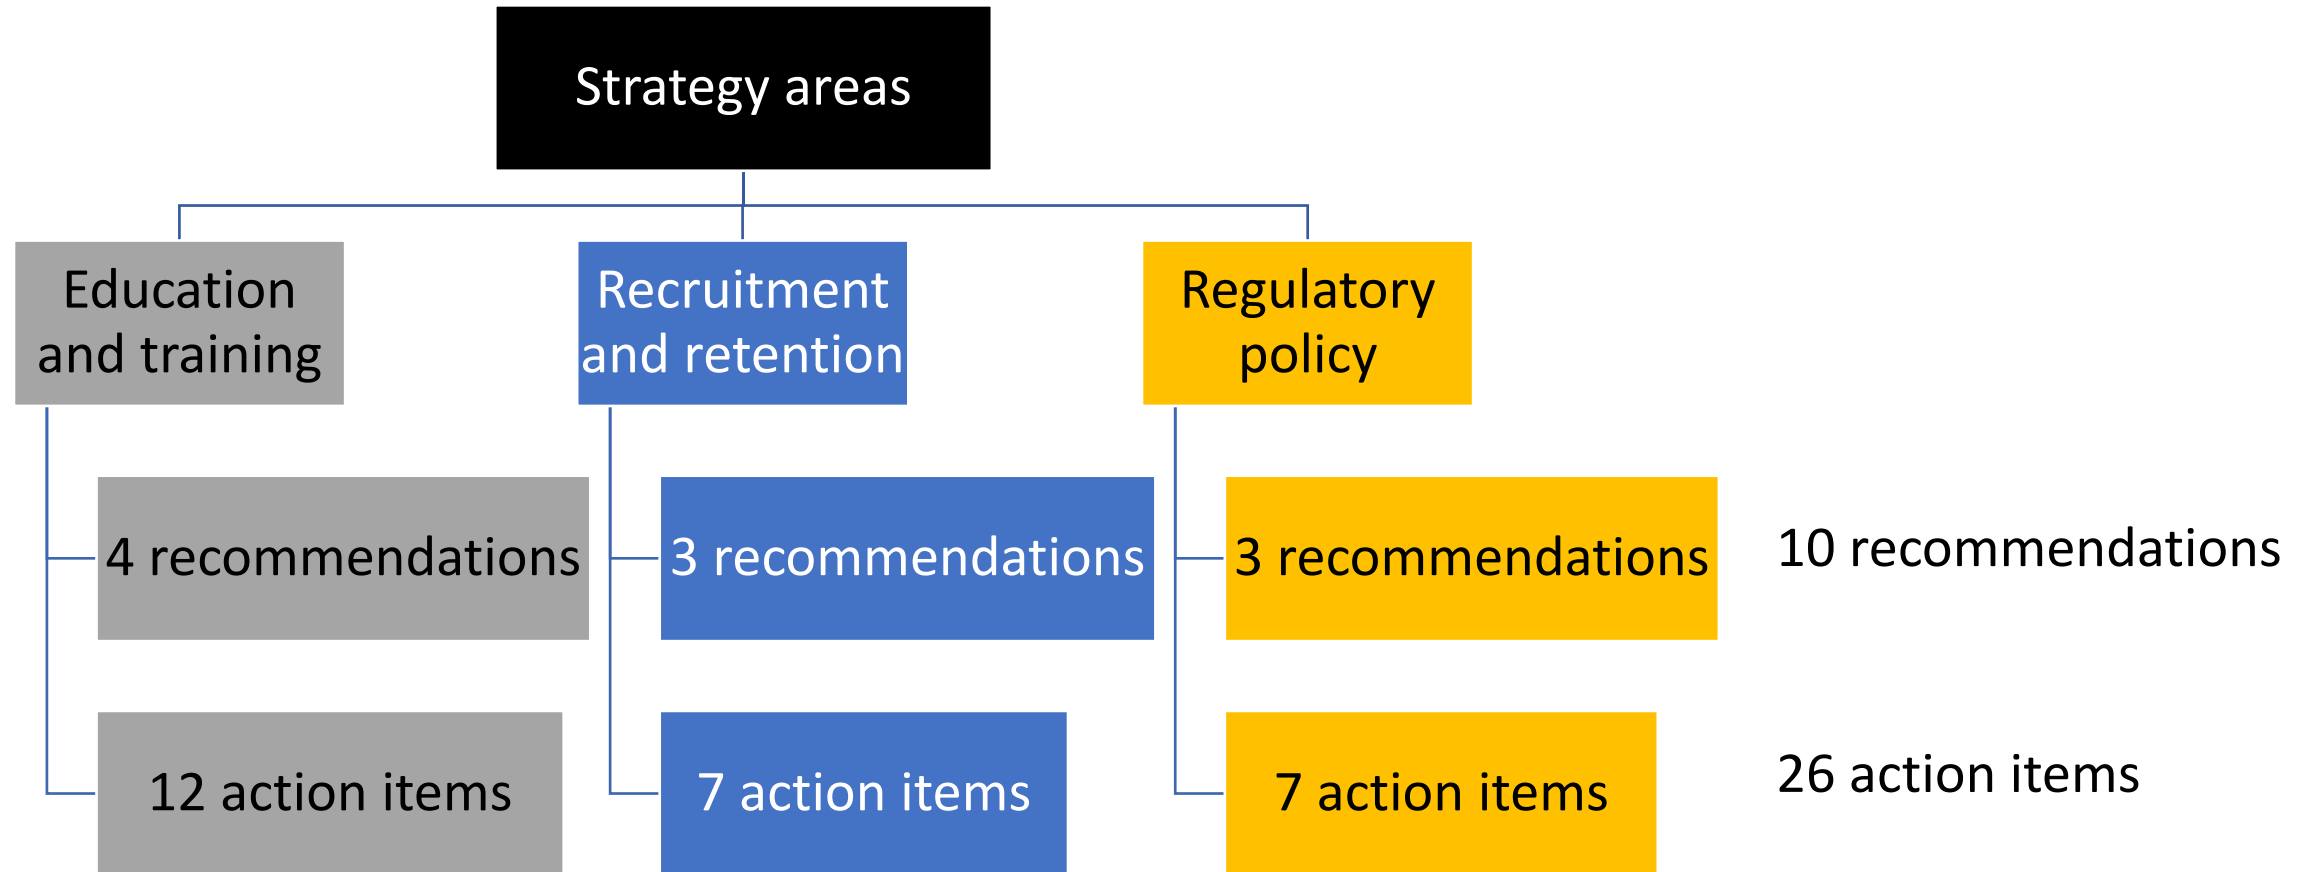 Strategy areas
Education
and training
Recruitment
and retention
Regulatory
policy
4 recommendations
3 recommendations
3 recommendations
10 recommendations
12 action items
7 action items
7 action items
26 action items